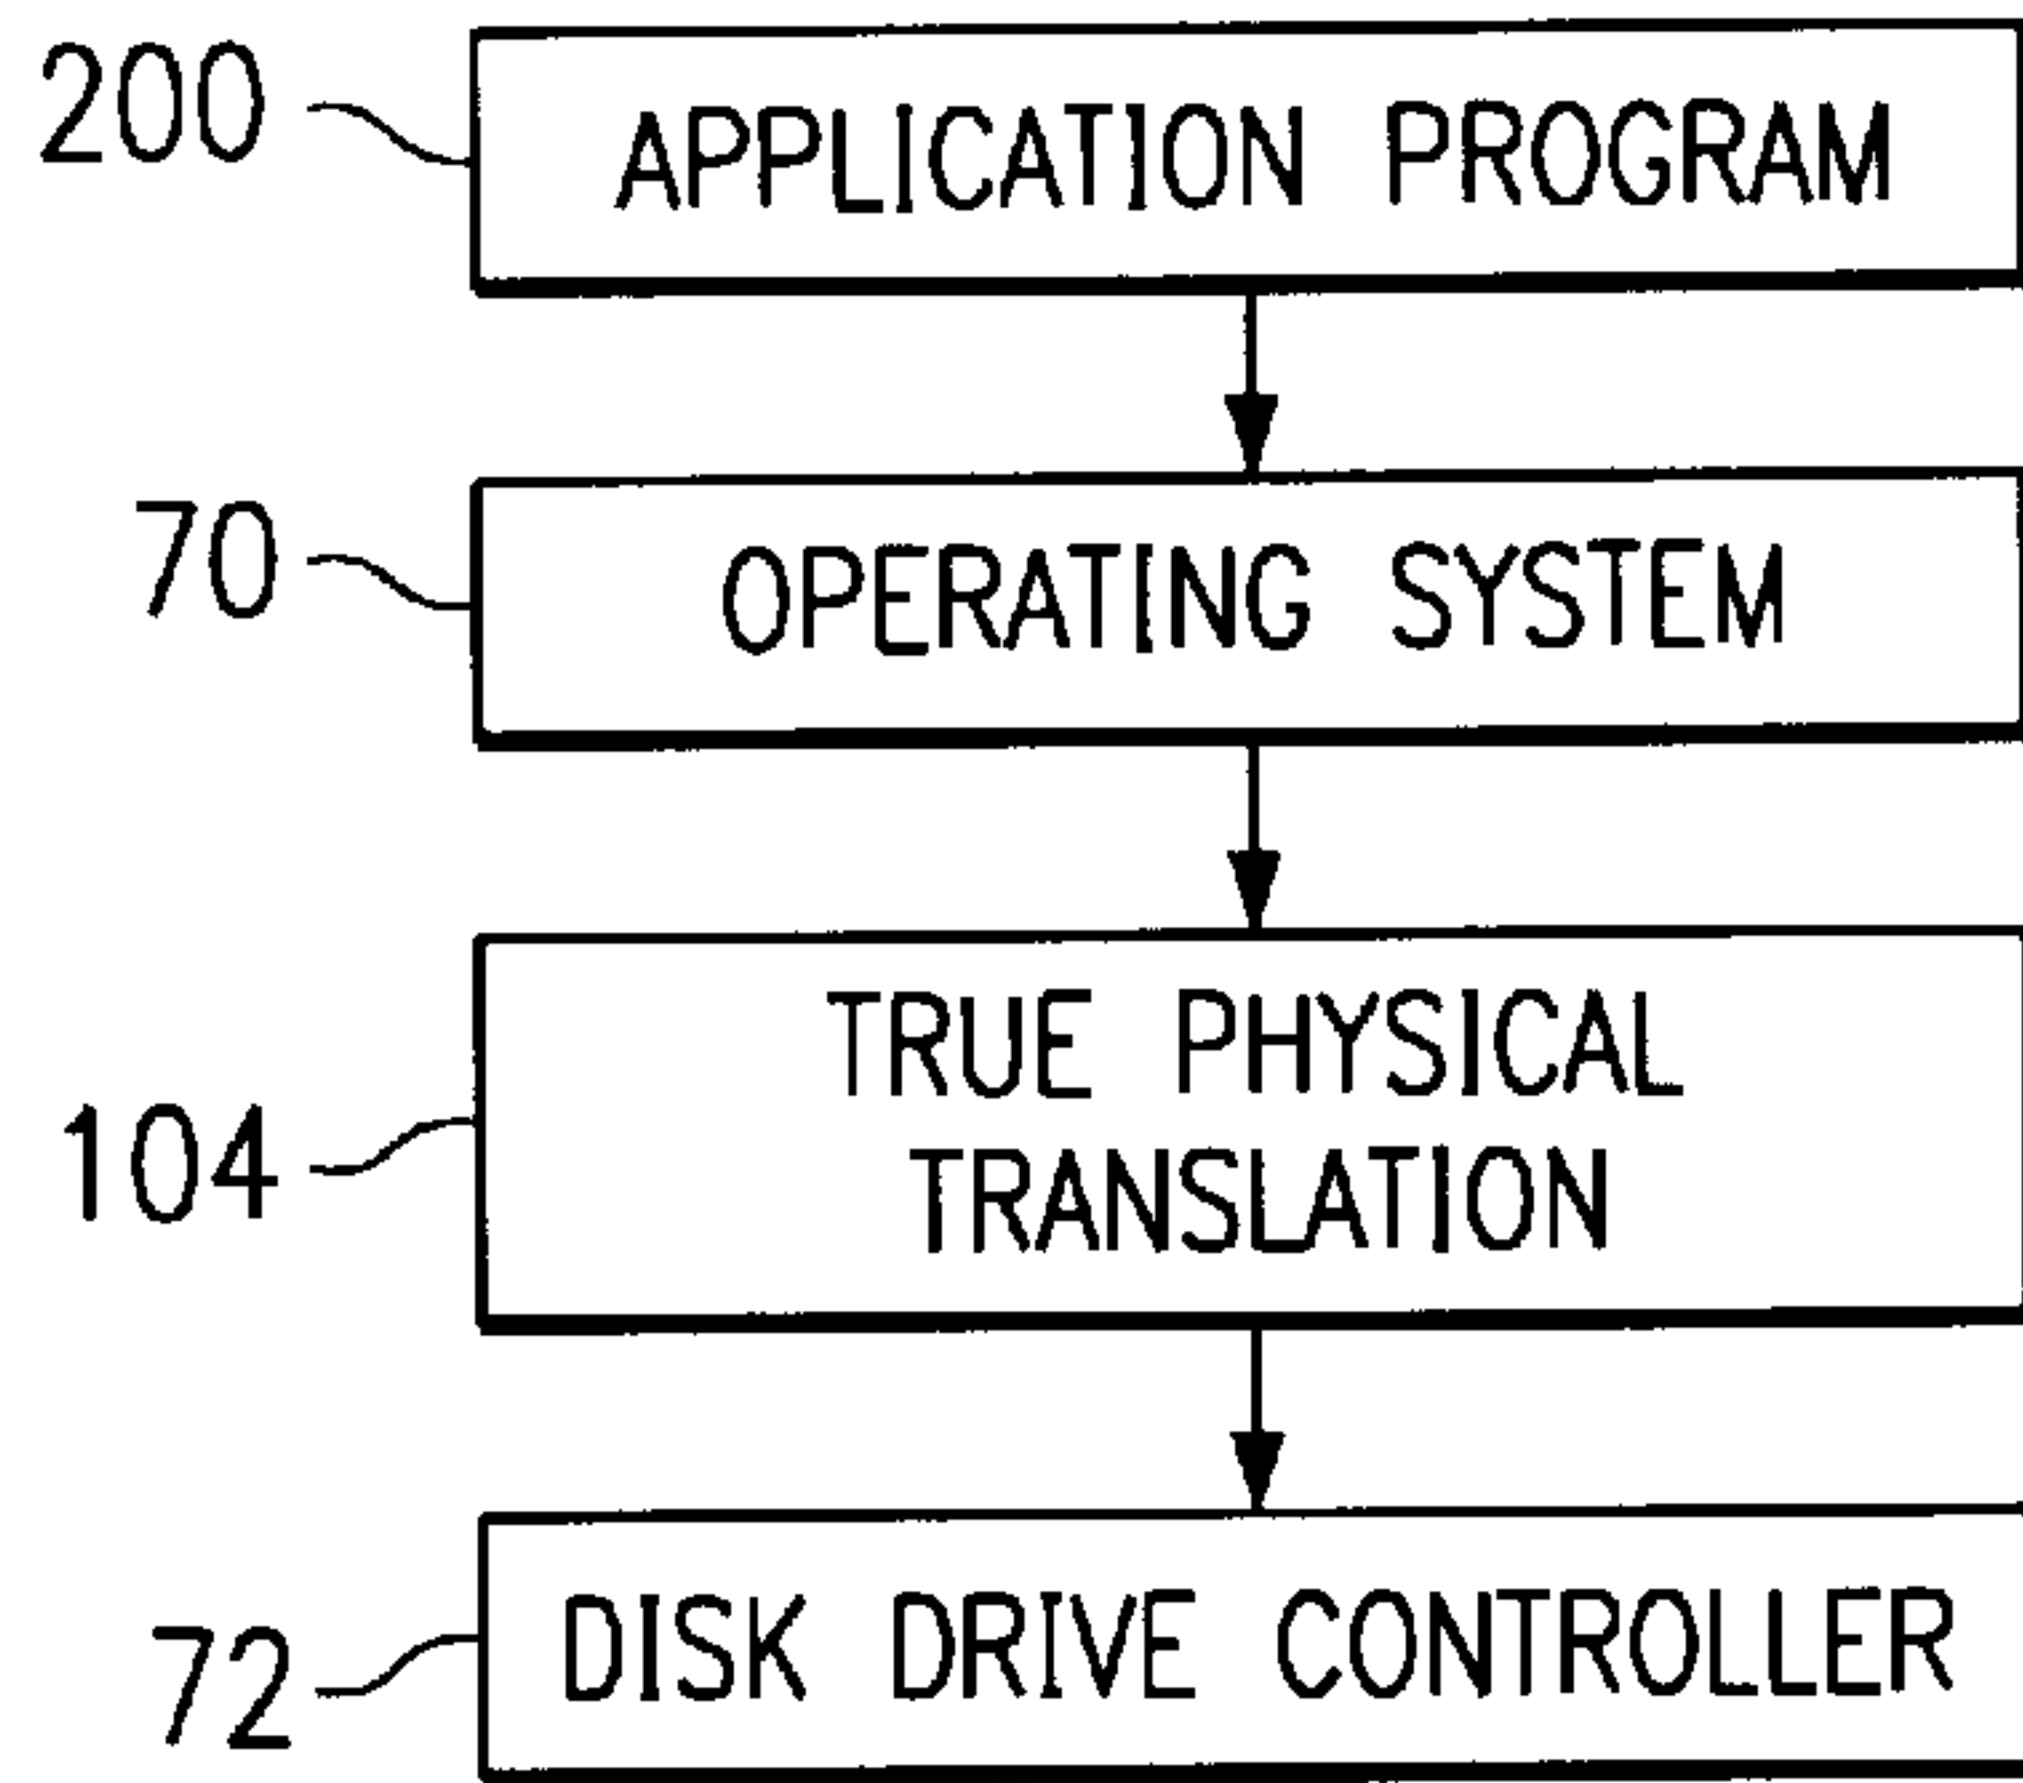 200
APPLICATION PROGRAM
70
OPERATING SYSTEM
TRUE PHYSICAL
104
TRANSLATION
72
DISK DRIVE CONTROLLER